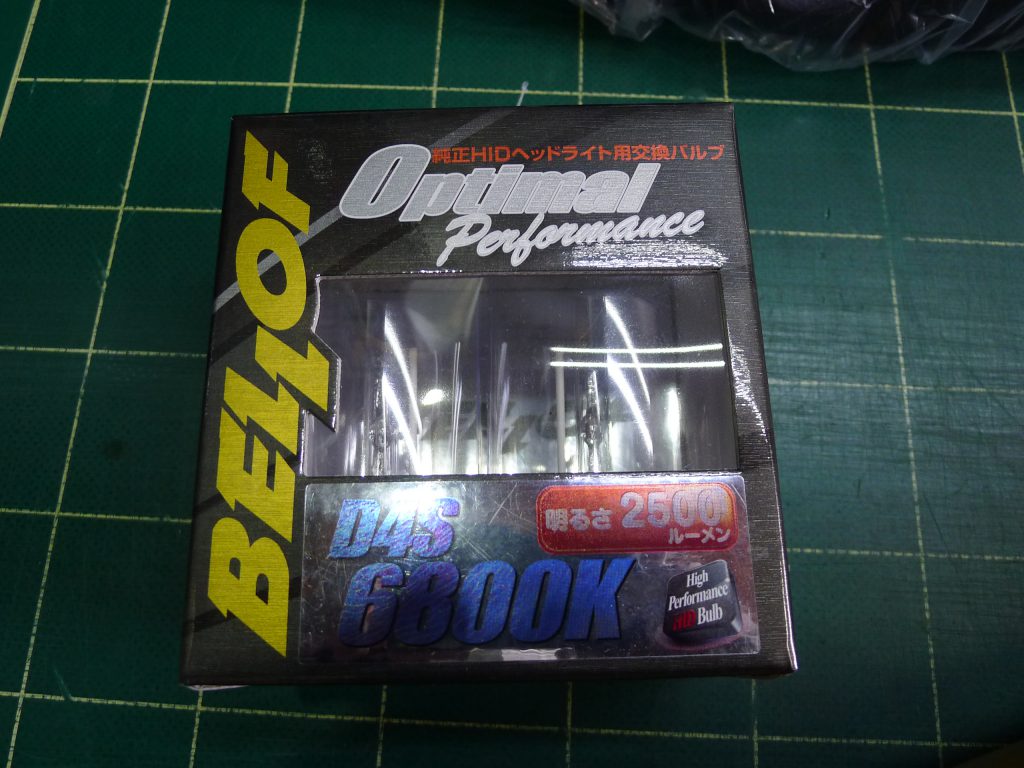 BELLOF
純正HIDヘッドライト用交換バルブ
Optimal
Performance
D4S
6800K
明るさ 2500
ルーメン
High
Performance
HID Bulb